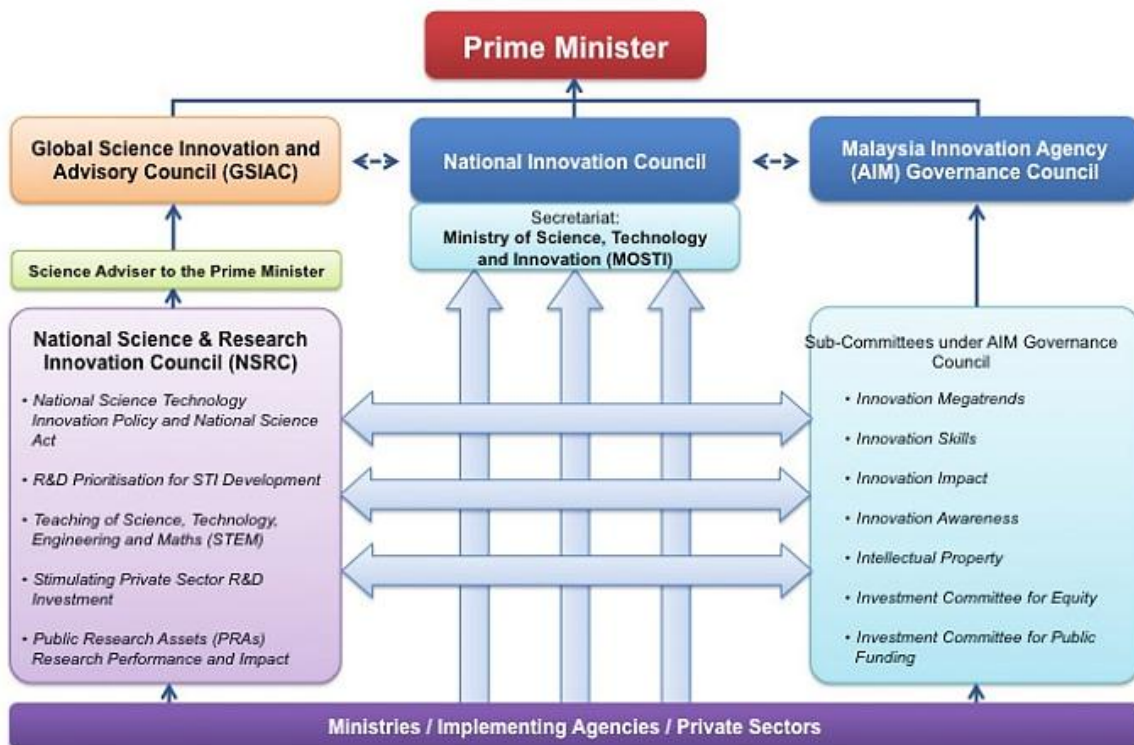 Prime Minister
Global Science Innovation and
Advisory Council (GSIAC)
National Innovation Council
Malaysia Innovation Agency
(AIM) Governance Council
Secretariat:
Ministry of Science, Technology
and Innovation (MOSTI)
Science Adviser to the Prime Minister
National Science & Research
Innovation Council (NSRC)
• National Science Technology
Innovation Policy and National Science
Act
• R&D Prioritisation for STI Development
• Teaching of Science, Technology,
Engineering and Maths (STEM)
• Stimulating Private Sector R&D
Investment
• Public Research Assets (PRAs)
Research Performance and Impact
Sub-Committees under AIM Governance
Council
• Innovation Megatrends
• Innovation Skills
• Innovation Impact
• Innovation Awareness
• Intellectual Property
• Investment Committee for Equity
• Investment Committee for Public
Funding
Ministries / Implementing Agencies / Private Sectors